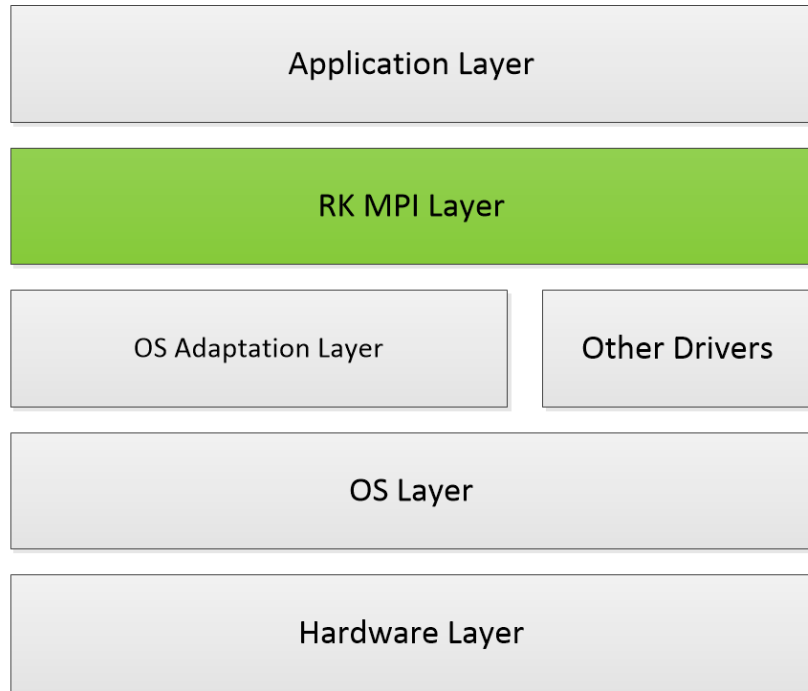 Application Layer
RK MPI Layer
OS Adaptation Layer
Other Drivers
OS Layer
Hardware Layer